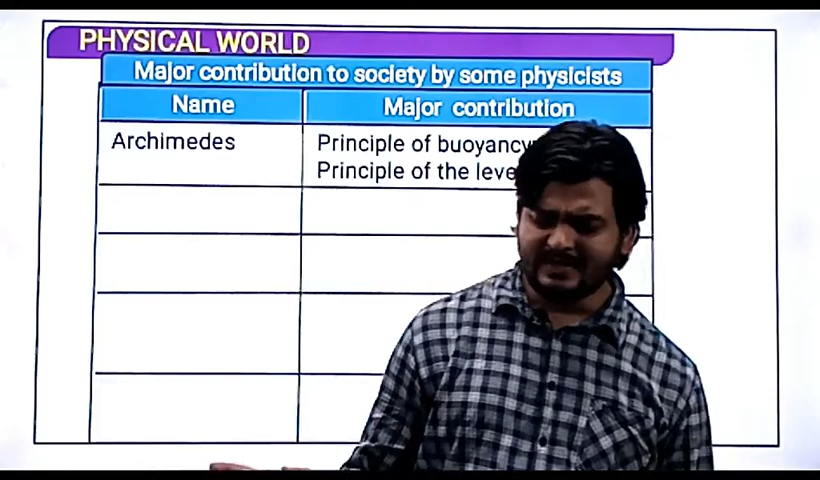 PHYSICAL WORLD
Major contribution to society by some physicists
Name Major contribution
Archimedes Principle of buoyancy
Principle of the